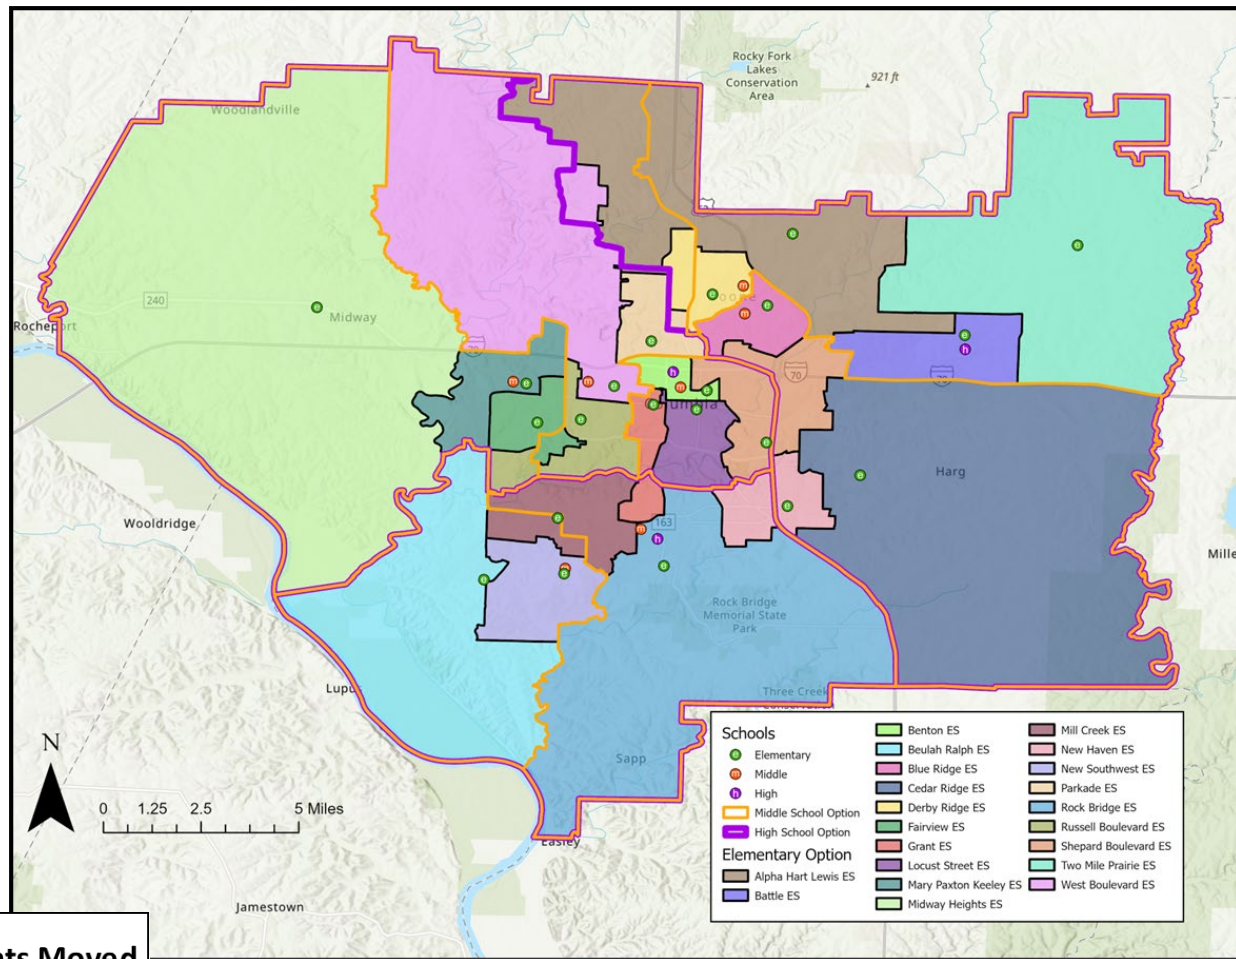 Rocky Fork
Lakes
Conservation
Area
921 ft
Woodlandville
240
Midway
Rocheport
70
70
70
Harg
Wooldridge
163
Mille
Rock Bridge
Memorial State
Park
Lupus
Three Creek
Sapp
Easley
Jamestown
N
0 1.25 2.5 5 Miles
Schools
e Elementary
m Middle
h High
Middle School Option
High School Option
Elementary Option
Alpha Hart Lewis ES
Battle ES
Benton ES
Beulah Ralph ES
Blue Ridge ES
Cedar Ridge ES
Derby Ridge ES
Fairview ES
Grant ES
Locust Street ES
Mary Paxton Keeley ES
Midway Heights ES
Mill Creek ES
New Haven ES
New Southwest ES
Parkade ES
Rock Bridge ES
Russell Boulevard ES
Shepard Boulevard ES
Two Mile Prairie ES
West Boulevard ES
nts Moved